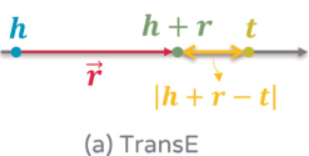 h h + r t
r⃗
|h + r − t|
(a) TransE